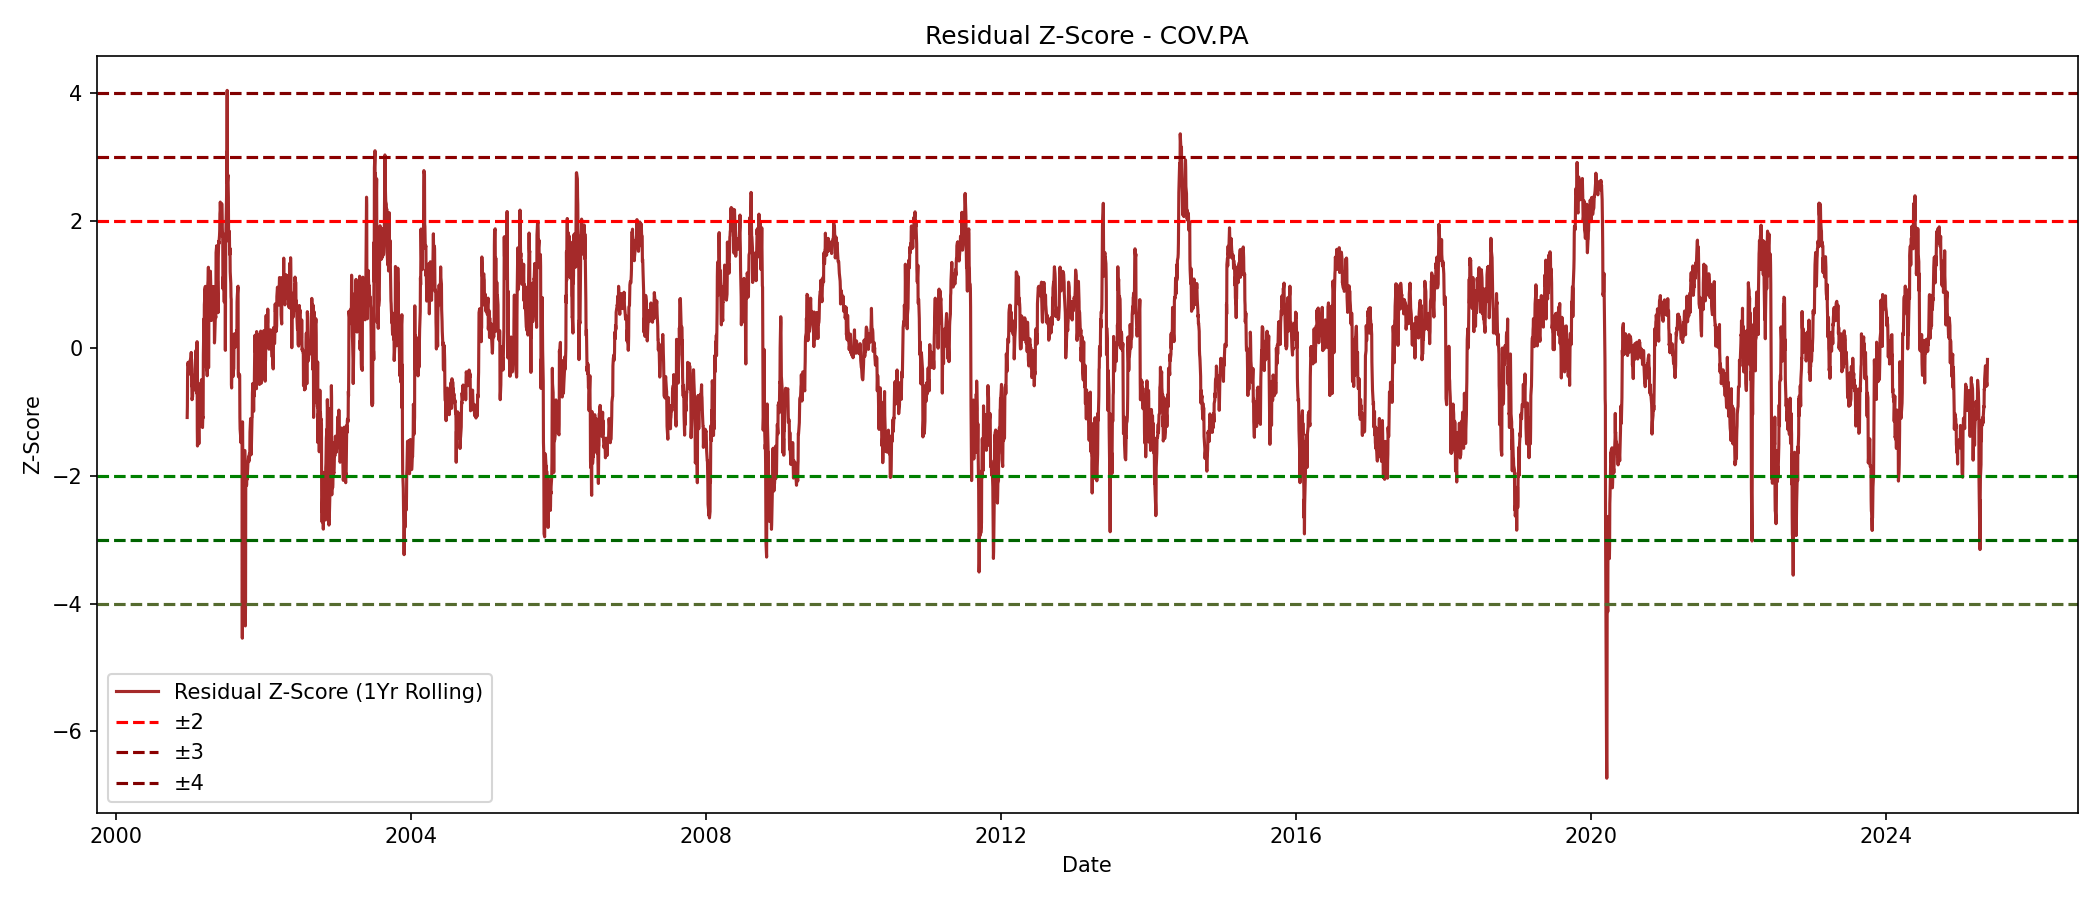 Residual Z-Score - COV.PA
Z-Score
4
2
0
−2
−4
−6
Residual Z-Score (1Yr Rolling)
±2
±3
±4
2000 2004 2008 2012 2016 2020 2024
Date